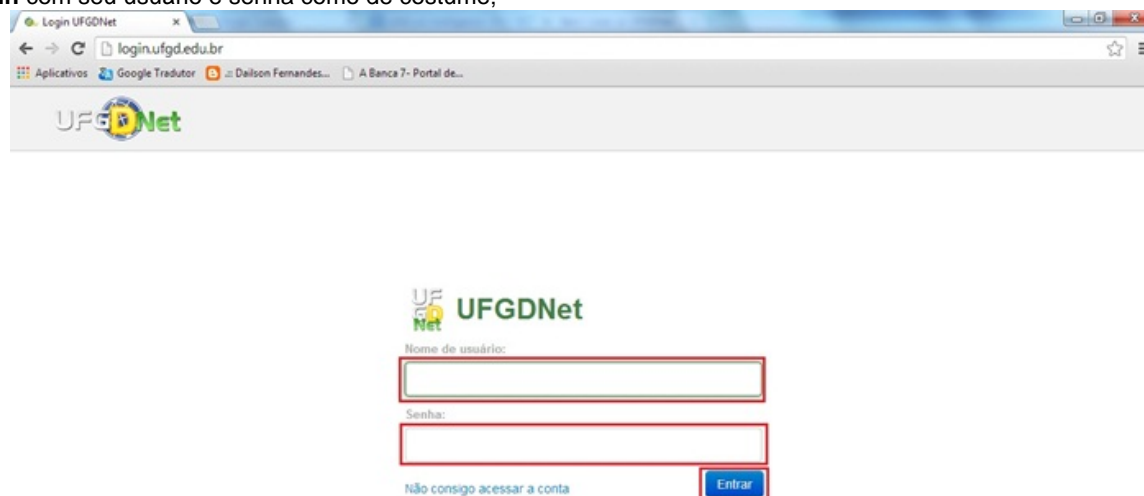 com seu usuário e senha como de costume,
Login UFGDNet
login.ufgd.edu.br
Aplicativos Google Tradutor .:: Dailson Fernandes... A Banca 7- Portal de...
UFGDNet
UFGDNet UFGDNet
Nome de usuário:
Senha:
Não consigo acessar a conta Entrar